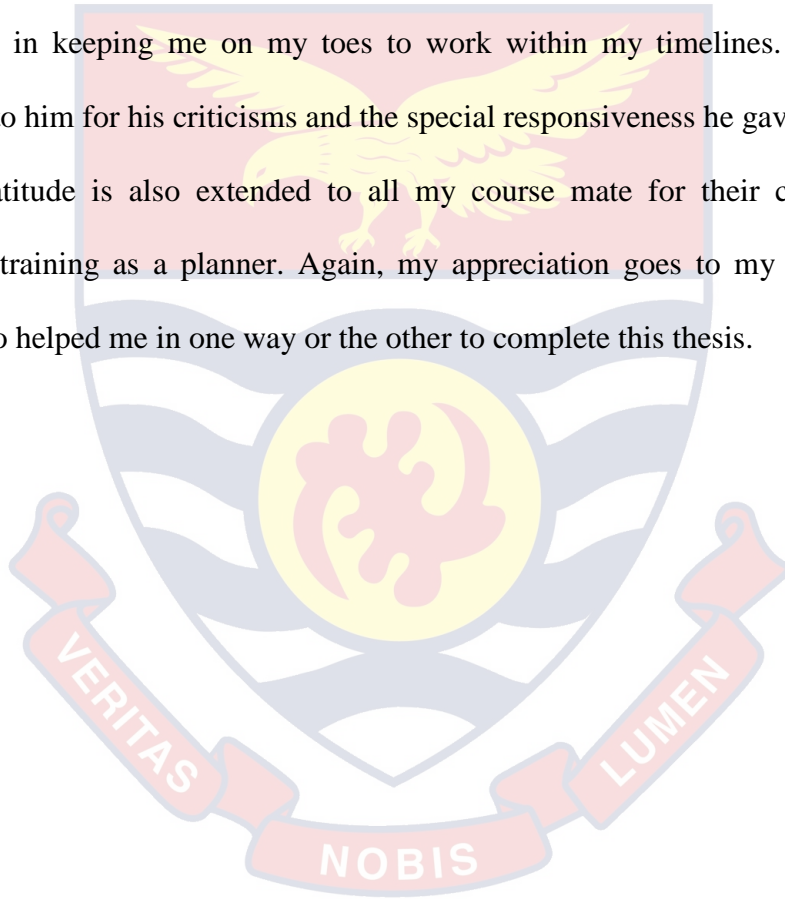 in keeping me on my toes to work within my timelines.
to him for his criticisms and the special responsiveness he gav
titude is also extended to all my course mate for their c
training as a planner. Again, my appreciation goes to my
helped me in one way or the other to complete this thesis.
VERITAS
NOBIS
LUMEN